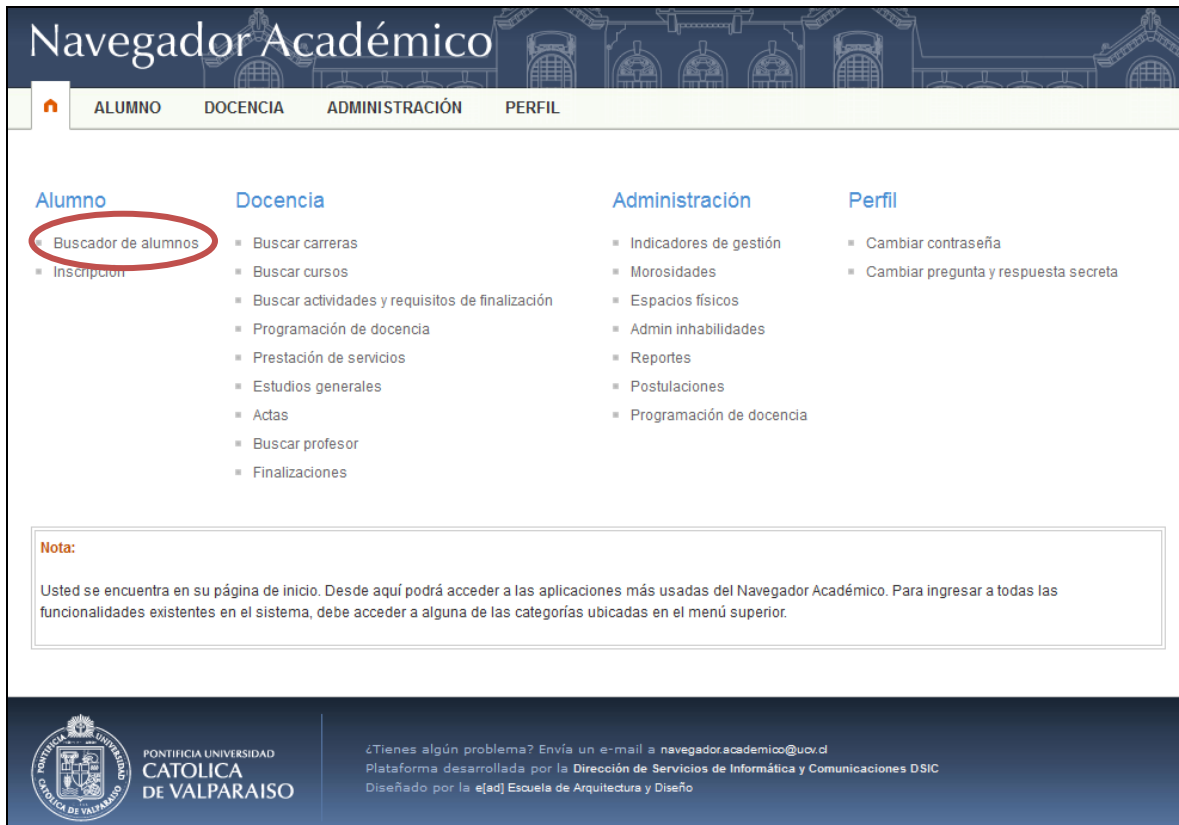 Navegador Académico
ALUMNO DOCENCIA ADMINISTRACIÓN PERFIL
Alumno
Buscador de alumnos
Inscripción
Docencia
Buscar carreras
Buscar cursos
Buscar actividades y requisitos de finalización
Programación de docencia
Prestación de servicios
Estudios generales
Actas
Buscar profesor
Finalizaciones
Administración
Indicadores de gestión
Morosidades
Espacios físicos
Admin inhabilidades
Reportes
Postulaciones
Programación de docencia
Perfil
Cambiar contraseña
Cambiar pregunta y respuesta secreta
Nota:
Usted se encuentra en su página de inicio. Desde aquí podrá acceder a las aplicaciones más usadas del Navegador Académico. Para ingresar a todas las
funcionalidades existentes en el sistema, debe acceder a alguna de las categorías ubicadas en el menú superior.
PONTIFICIA UNIVERSIDAD
CATOLICA
DE VALPARAISO
¿Tienes algún problema? Envía un e-mail a navegador.academico@ucv.cl
Plataforma desarrollada por la Dirección de Servicios de Informática y Comunicaciones DSIC
Diseñado por la e[ad] Escuela de Arquitectura y Diseño
PONTIFICIA UNIVERSIDAD CATOLICA DE VALPARAISO